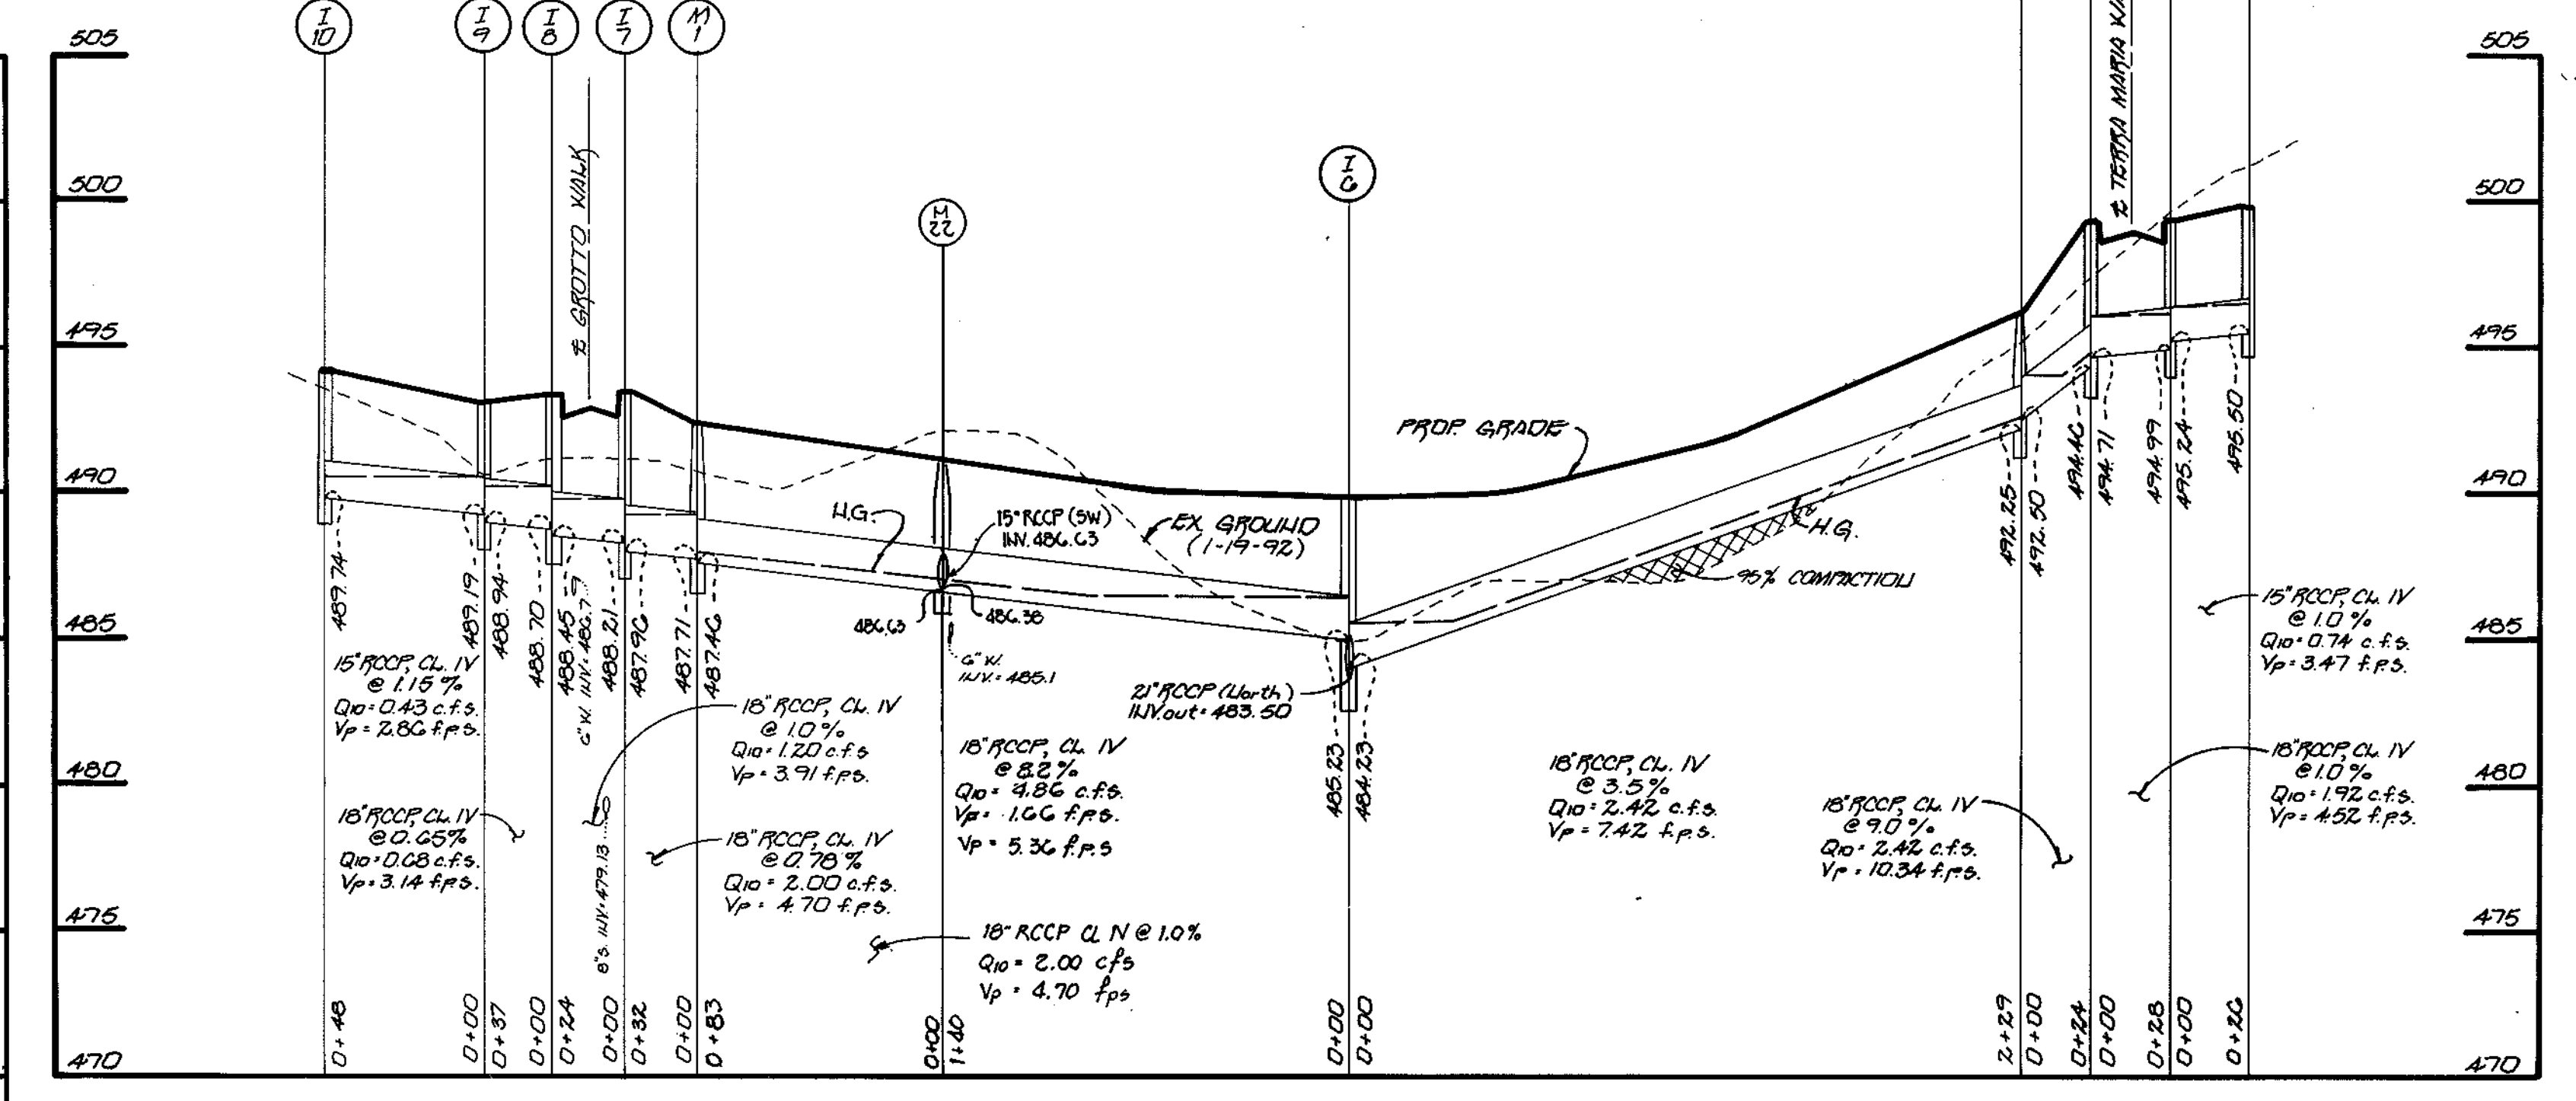 I
10
I
9
I
8
I
7
M
1
M
22
I
6
505
500
495
490
485
480
475
470
505
500
495
490
485
480
475
470
℄ GROTTO WALK
℄ TERRA MARIA
PROP. GRADE
H.G.
15" RCCP (SW)
INV. 486.63
EX. GROUND
(1-19-92)
H.G.
95% COMPACTION
489.74
489.19
488.94
488.70
488.45
6" W. INV. = 486.7
488.21
487.96
487.71
487.46
486.63
486.38
6" W.
INV. = 485.1
21" RCCP (North)
INV. out = 483.50
485.23
484.23
492.25
492.50
494.46
494.71
494.99
495.24
495.50
15" RCCP, CL. IV
@ 1.15 %
Q10 = 0.43 c.f.s.
Vp = 2.86 f.p.s.
18" RCCP, CL. IV
@ 0.65%
Q10 = 0.68 c.f.s.
Vp = 3.14 f.p.s.
8" S. INV. = 479.13
18" RCCP, CL. IV
@ 1.0 %
Q10 = 1.20 c.f.s
Vp = 3.91 f.p.s.
18" RCCP, CL. IV
@ 0.78 %
Q10 = 2.00 c.f.s.
Vp = 4.70 f.p.s.
18" RCCP, CL. IV
@ 8.2 %
Q10 = 4.86 c.f.s.
Vp = 1.66 f.p.s.
Vp = 5.36 f.p.s
18" RCCP CL IV @ 1.0%
Q10 = 2.00 cfs
Vp = 4.70 fps
18" RCCP, CL. IV
@ 3.5 %
Q10 = 2.42 c.f.s.
Vp = 7.42 f.p.s.
18" RCCP, CL. IV
@ 9.0 %
Q10 = 2.42 c.f.s.
Vp = 10.34 f.p.s.
15" RCCP, CL. IV
@ 1.0 %
Q10 = 0.74 c.f.s.
Vp = 3.47 f.p.s.
18" RCCP, CL. IV
@ 1.0 %
Q10 = 1.92 c.f.s.
Vp = 4.52 f.p.s.
0+48
0+00
0+37
0+00
0+24
0+00
0+32
0+00
0+83
0+00
1+40
0+00
0+00
2+29
0+00
0+24
0+00
0+28
0+00
0+26